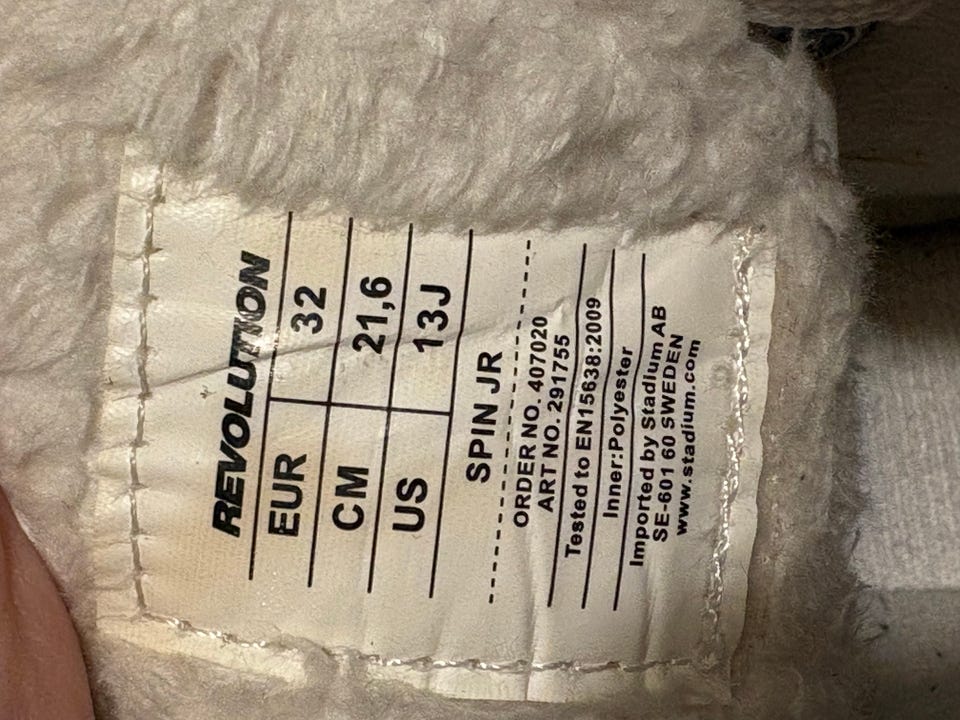 REVOLUTION
EUR 32
CM 21,6
US 13J
SPIN JR
ORDER NO. 407020
ART NO. 291755
Tested to EN15638:2009
Inner:Polyester
Imported by Stadium AB
SE-601 60 SWEDEN
www.stadium.com